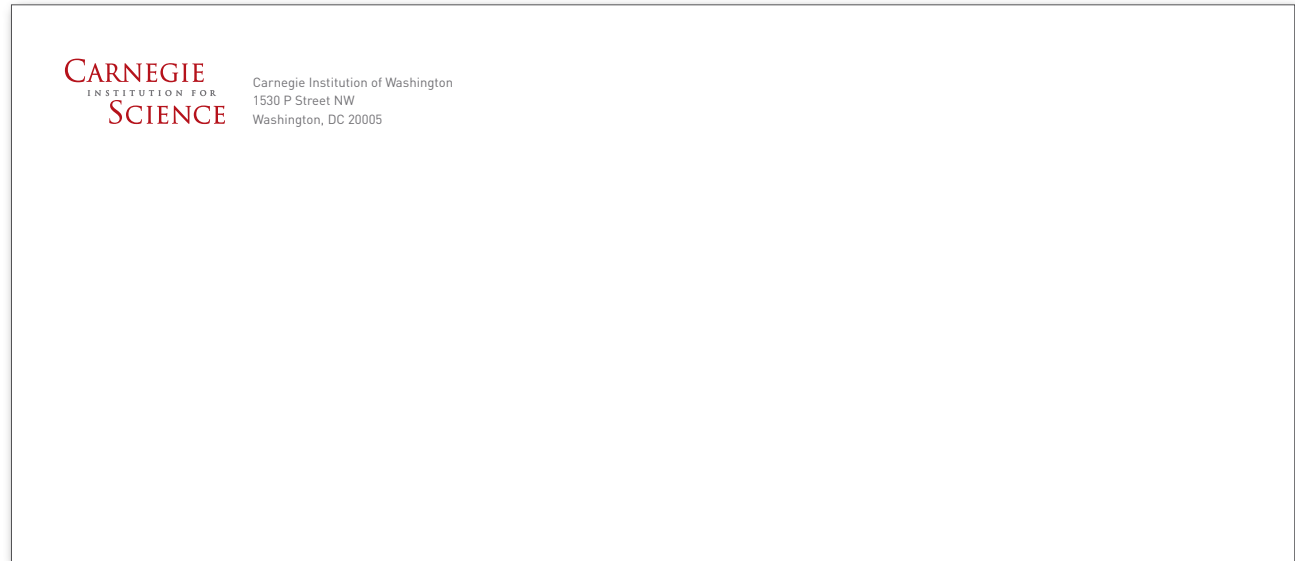 CARNEGIE
INSTITUTION FOR
SCIENCE
Carnegie Institution of Washington
1530 P Street NW
Washington, DC 20005